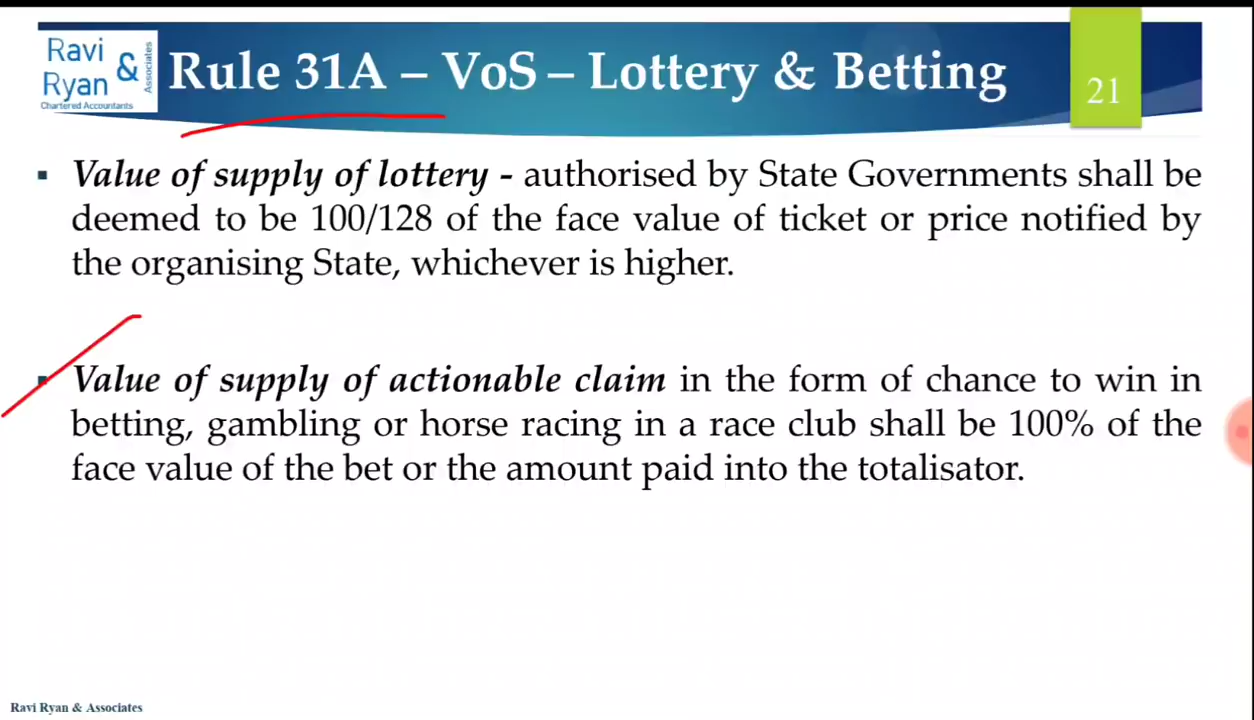 Ravi
Ryan
&
Associates
Chartered Accountants
Rule 31A – VoS – Lottery & Betting
21
▪ Value of supply of lottery - authorised by State Governments shall be
deemed to be 100/128 of the face value of ticket or price notified by
the organising State, whichever is higher.
▪ Value of supply of actionable claim in the form of chance to win in
betting, gambling or horse racing in a race club shall be 100% of the
face value of the bet or the amount paid into the totalisator.
Ravi Ryan & Associates